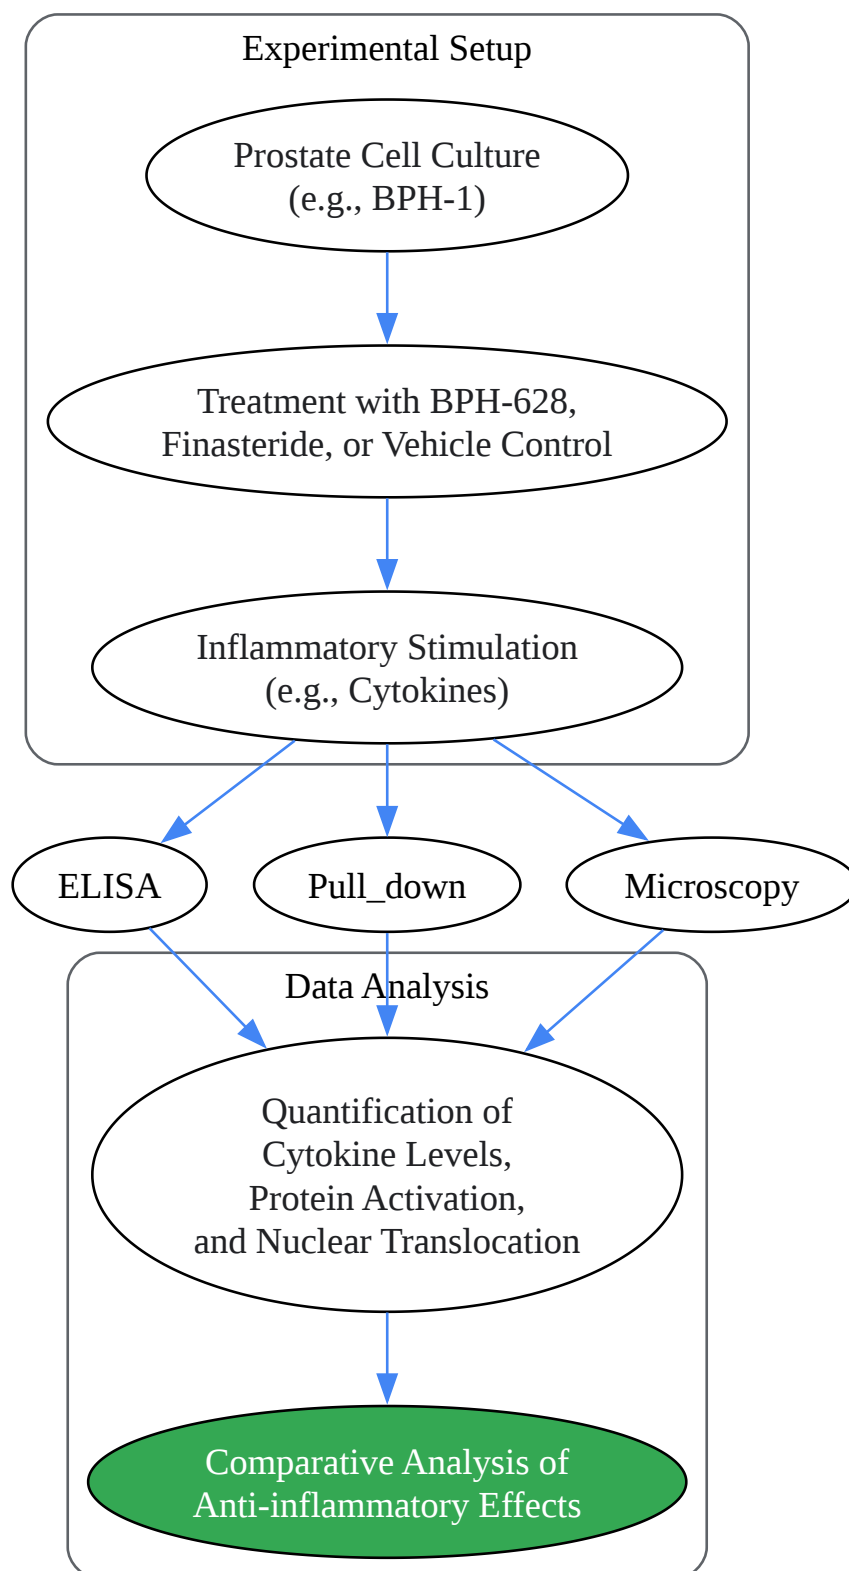 Experimental Setup
Prostate Cell Culture
(e.g., BPH-1)
Treatment with BPH-628,
Finasteride, or Vehicle Control
Inflammatory Stimulation
(e.g., Cytokines)
ELISA
Pull_down
Microscopy
Data Analysis
Quantification of
Cytokine Levels,
Protein Activation,
and Nuclear Translocation
Comparative Analysis of
Anti-inflammatory Effects